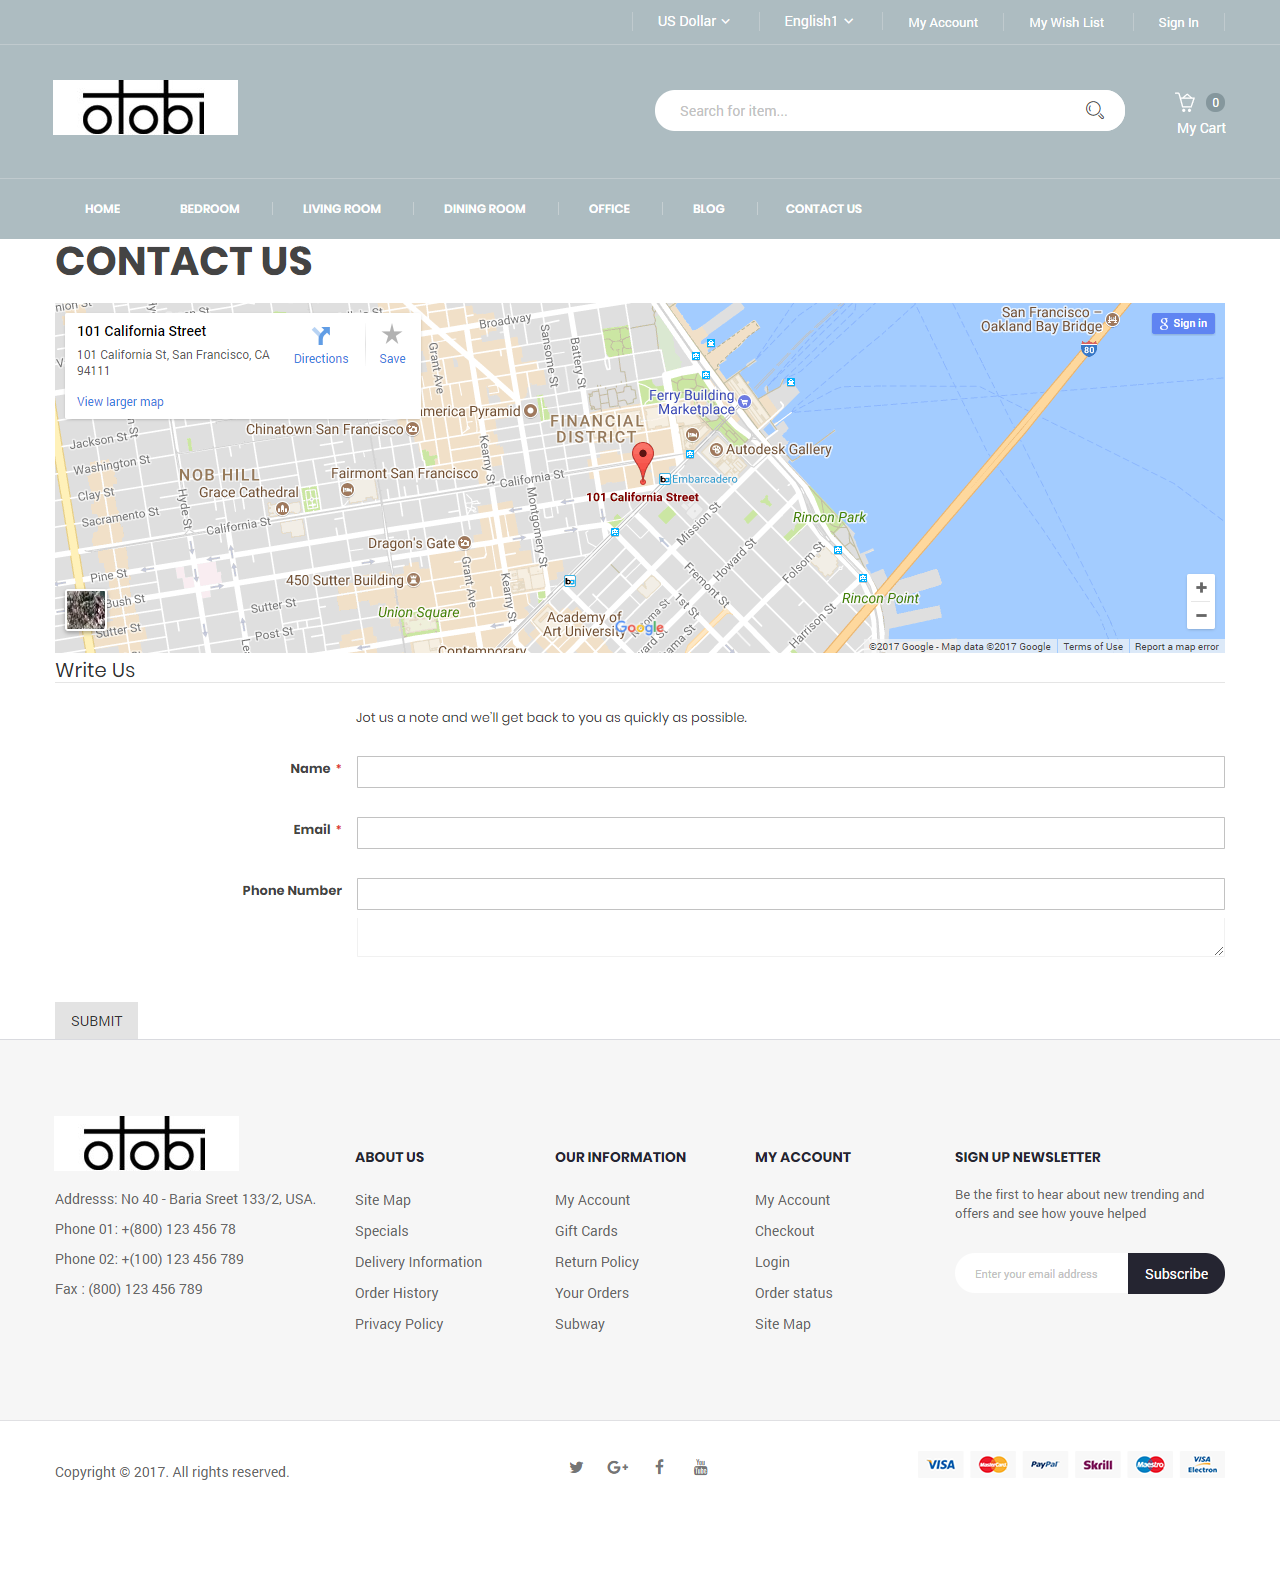 US Dollar
English1
My Account
My Wish List
Sign In
otobi
Search for item...
0
My Cart
HOME
BEDROOM
LIVING ROOM
DINING ROOM
OFFICE
BLOG
CONTACT US
CONTACT US
101 California Street
101 California St, San Francisco, CA
94111
View larger map
Directions
Save
Sign in
Broadway
Sansome St
Battery St
Grant Ave
San Francisco –
Oakland Bay Bridge
80
Ferry Building
Marketplace
merica Pyramid
Chinatown San Francisco
FINANCIAL
DISTRICT
Jackson St
Washington St
Autodesk Gallery
NOB HILL
Fairmont San Francisco
Kearny St
Clay St
Grace Cathedral
Hyde St
California St
Embarcadero
101 California Street
Sacramento St
California St
Montgomery St
Mission St
Rincon Park
Dragon's Gate
Howard St
Folsom St
Pine St
450 Sutter Building
Grant Ave
Kearny St
Fremont St
Bush St
Sutter St
Sutter St
Union Square
1st St
Rincon Point
Post St
Academy of
Art University
Google
Harrison St
Contemporary
©2017 Google - Map data ©2017 Google
Terms of Use
Report a map error
Write Us
Jot us a note and we'll get back to you as quickly as possible.
Name *
Email *
Phone Number
SUBMIT
otobi
Addresss: No 40 - Baria Sreet 133/2, USA.
Phone 01: +(800) 123 456 78
Phone 02: +(100) 123 456 789
Fax : (800) 123 456 789
ABOUT US
Site Map
Specials
Delivery Information
Order History
Privacy Policy
OUR INFORMATION
My Account
Gift Cards
Return Policy
Your Orders
Subway
MY ACCOUNT
My Account
Checkout
Login
Order status
Site Map
SIGN UP NEWSLETTER
Be the first to hear about new trending and
offers and see how youve helped
Enter your email address
Subscribe
Copyright © 2017. All rights reserved.
You
Tube
VISA
MasterCard
PayPal
Skrill
Maestro
VISA
Electron